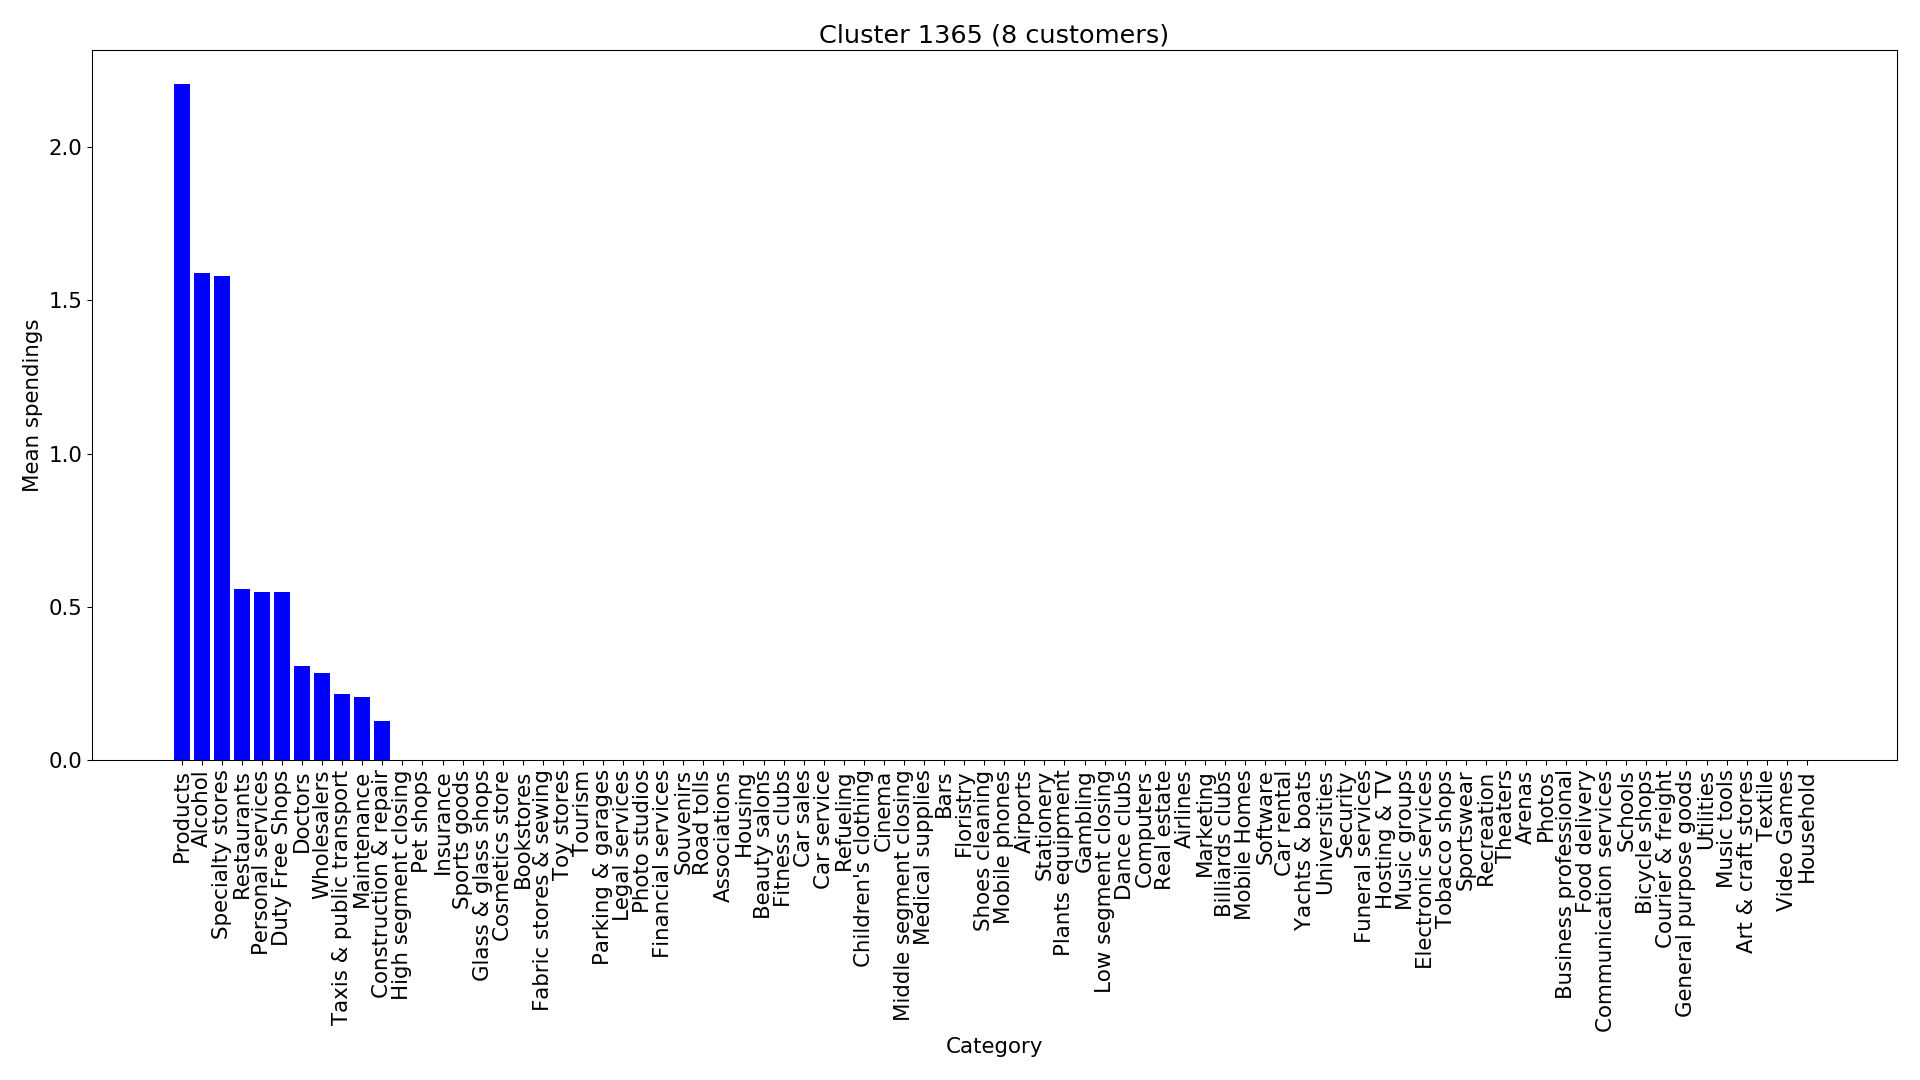 Cluster 1365 (8 customers)
Mean spendings
2.0
1.5
1.0
0.5
0.0
Products
Alcohol
Specialty stores
Restaurants
Personal services
Duty Free Shops
Doctors
Wholesalers
Taxis & public transport
Maintenance
Construction & repair
High segment closing
Pet shops
Insurance
Sports goods
Glass & glass shops
Cosmetics store
Bookstores
Fabric stores & sewing
Toy stores
Tourism
Parking & garages
Legal services
Photo studios
Financial services
Souvenirs
Road tolls
Associations
Housing
Beauty salons
Fitness clubs
Car sales
Car service
Refueling
Children's clothing
Cinema
Middle segment closing
Medical supplies
Bars
Floristry
Shoes cleaning
Mobile phones
Airports
Stationery
Plants equipment
Gambling
Low segment closing
Dance clubs
Computers
Real estate
Airlines
Marketing
Billiards clubs
Mobile Homes
Software
Car rental
Yachts & boats
Universities
Security
Funeral services
Hosting & TV
Music groups
Electronic services
Tobacco shops
Sportswear
Recreation
Theaters
Arenas
Photos
Business professional
Food delivery
Communication services
Schools
Bicycle shops
Courier & freight
General purpose goods
Utilities
Music tools
Art & craft stores
Textile
Video Games
Household
Category